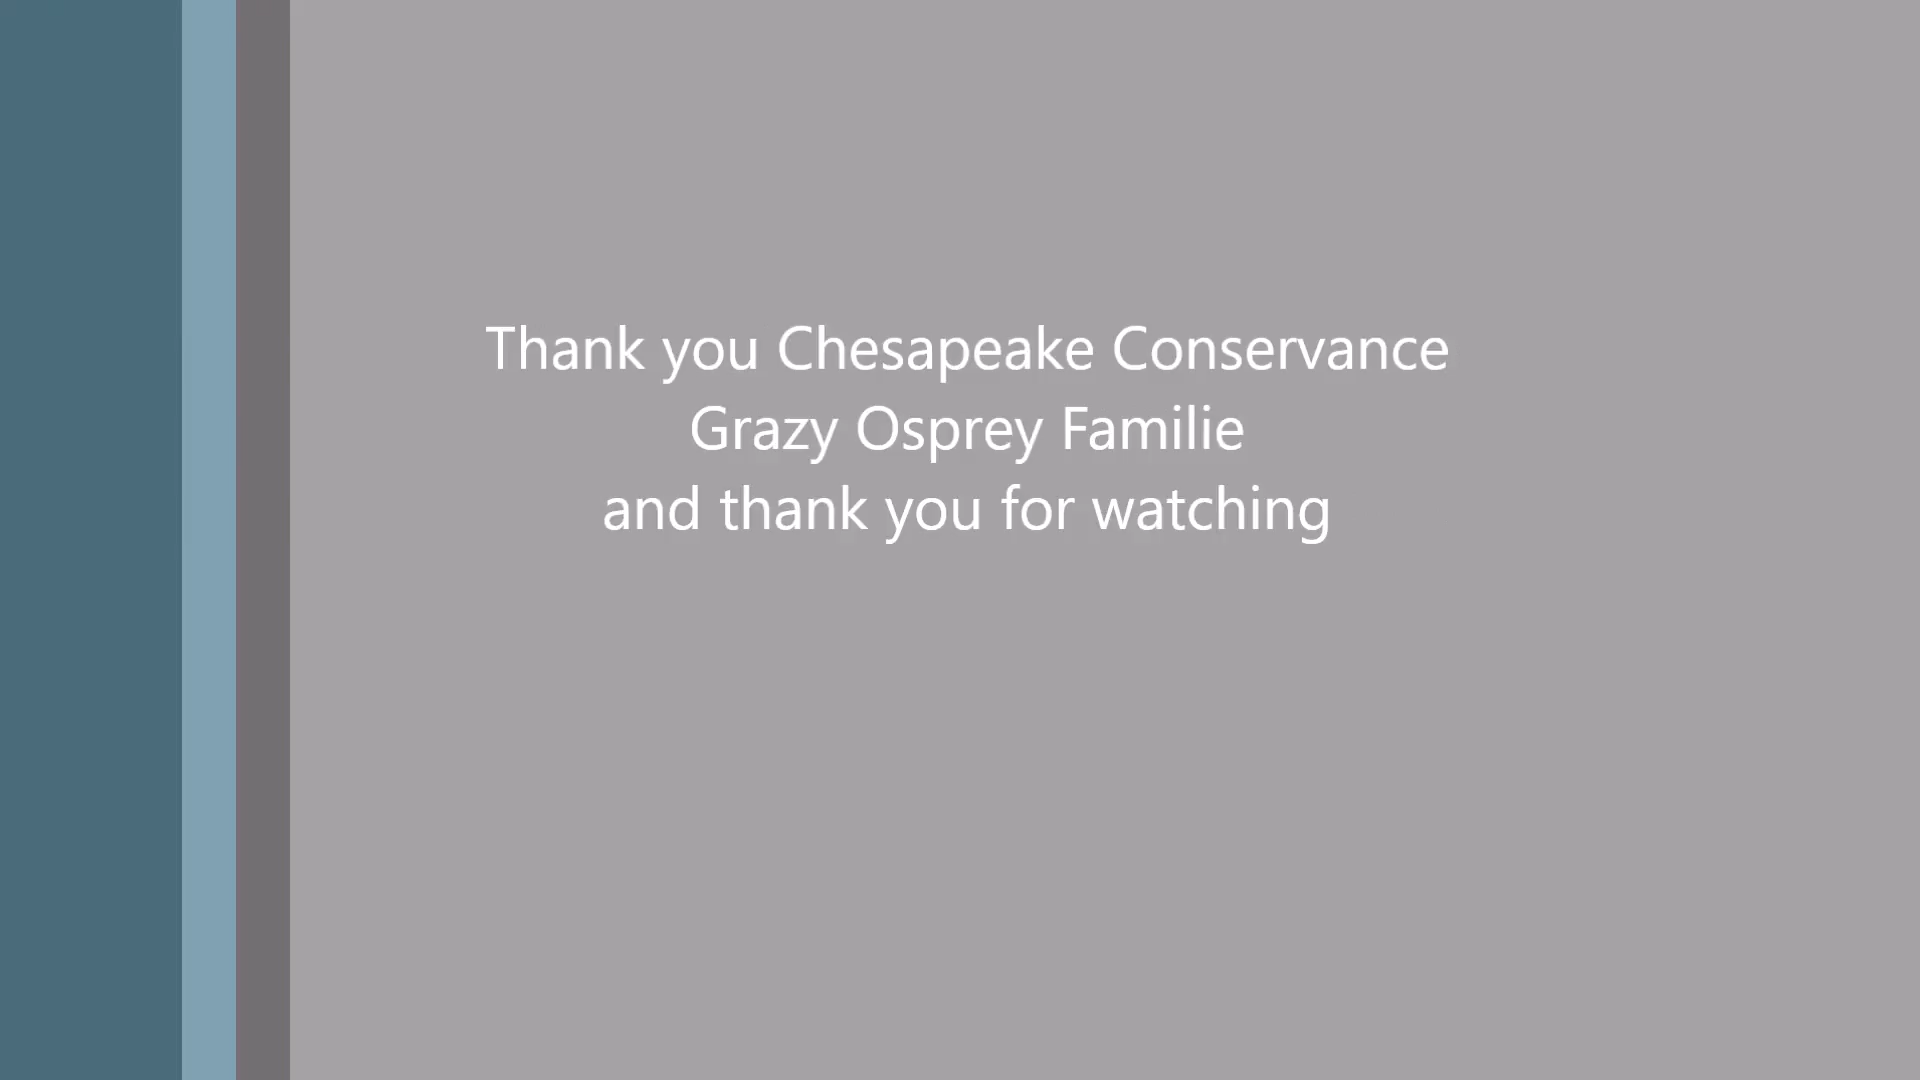 Thank you Chesapeake Conservance
Grazy Osprey Familie
and thank you for watching